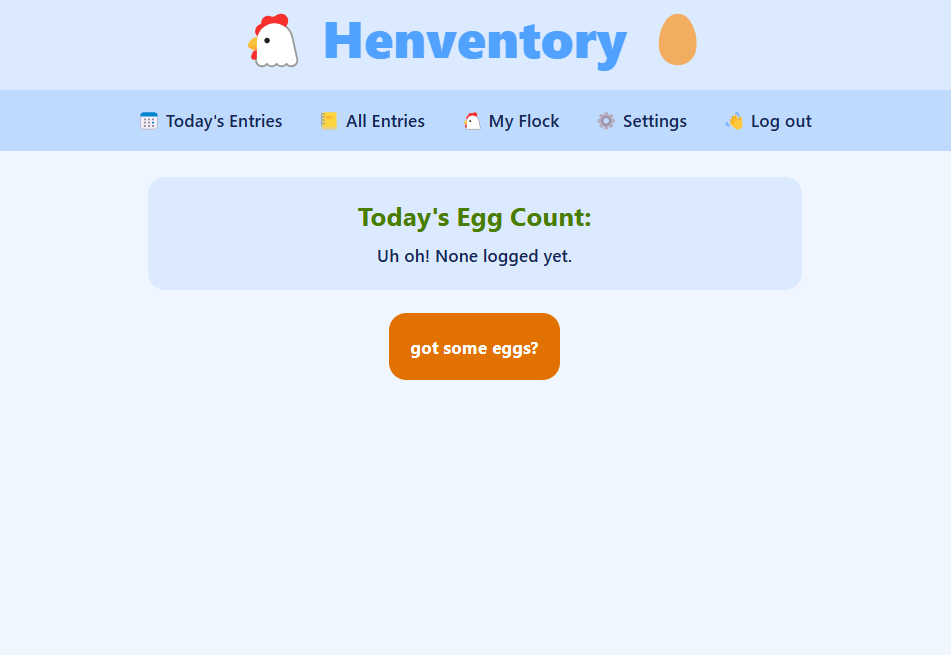 Henventory
Today's Entries All Entries My Flock Settings Log out
Today's Egg Count:
Uh oh! None logged yet.
got some eggs?